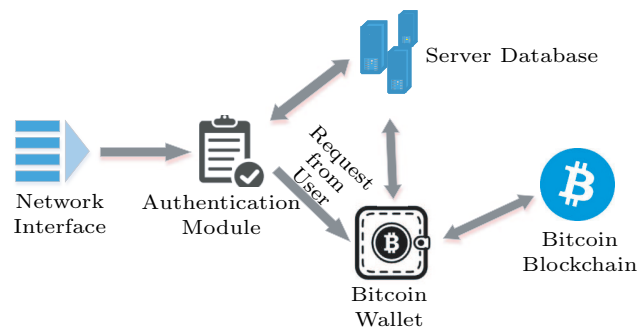 Server Database
Request
from
User
Network
Interface
Authentication
Module
Bitcoin
Wallet
Bitcoin
Blockchain